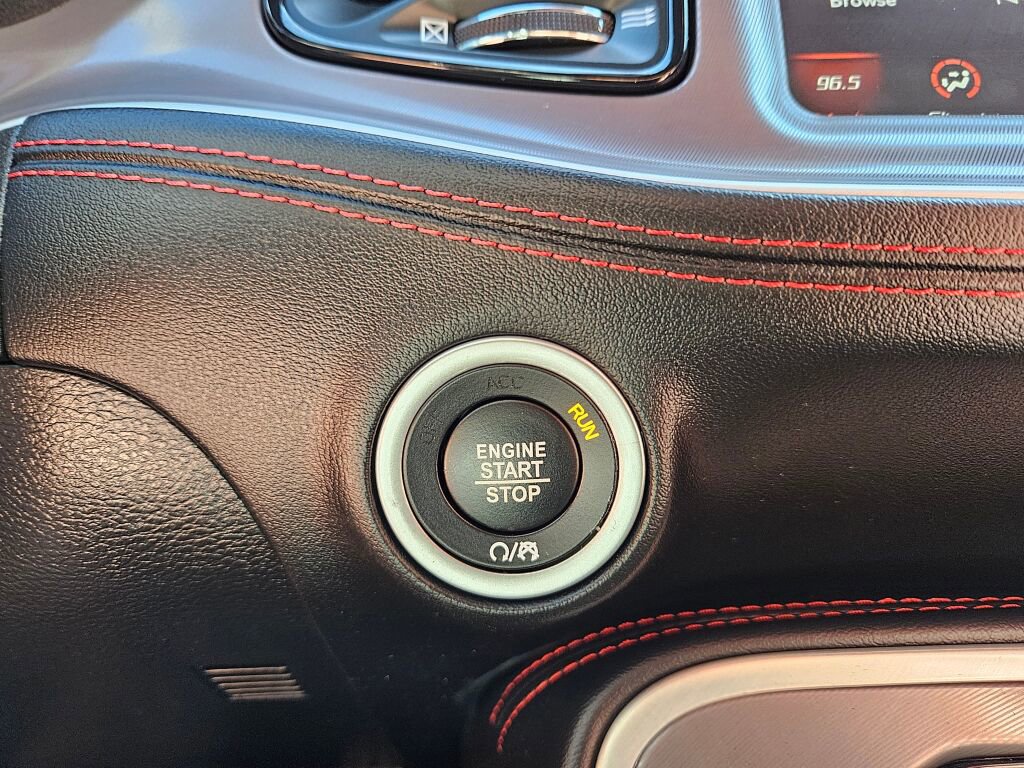 Browse
96.5
ACC
RUN
ENGINE
START
STOP